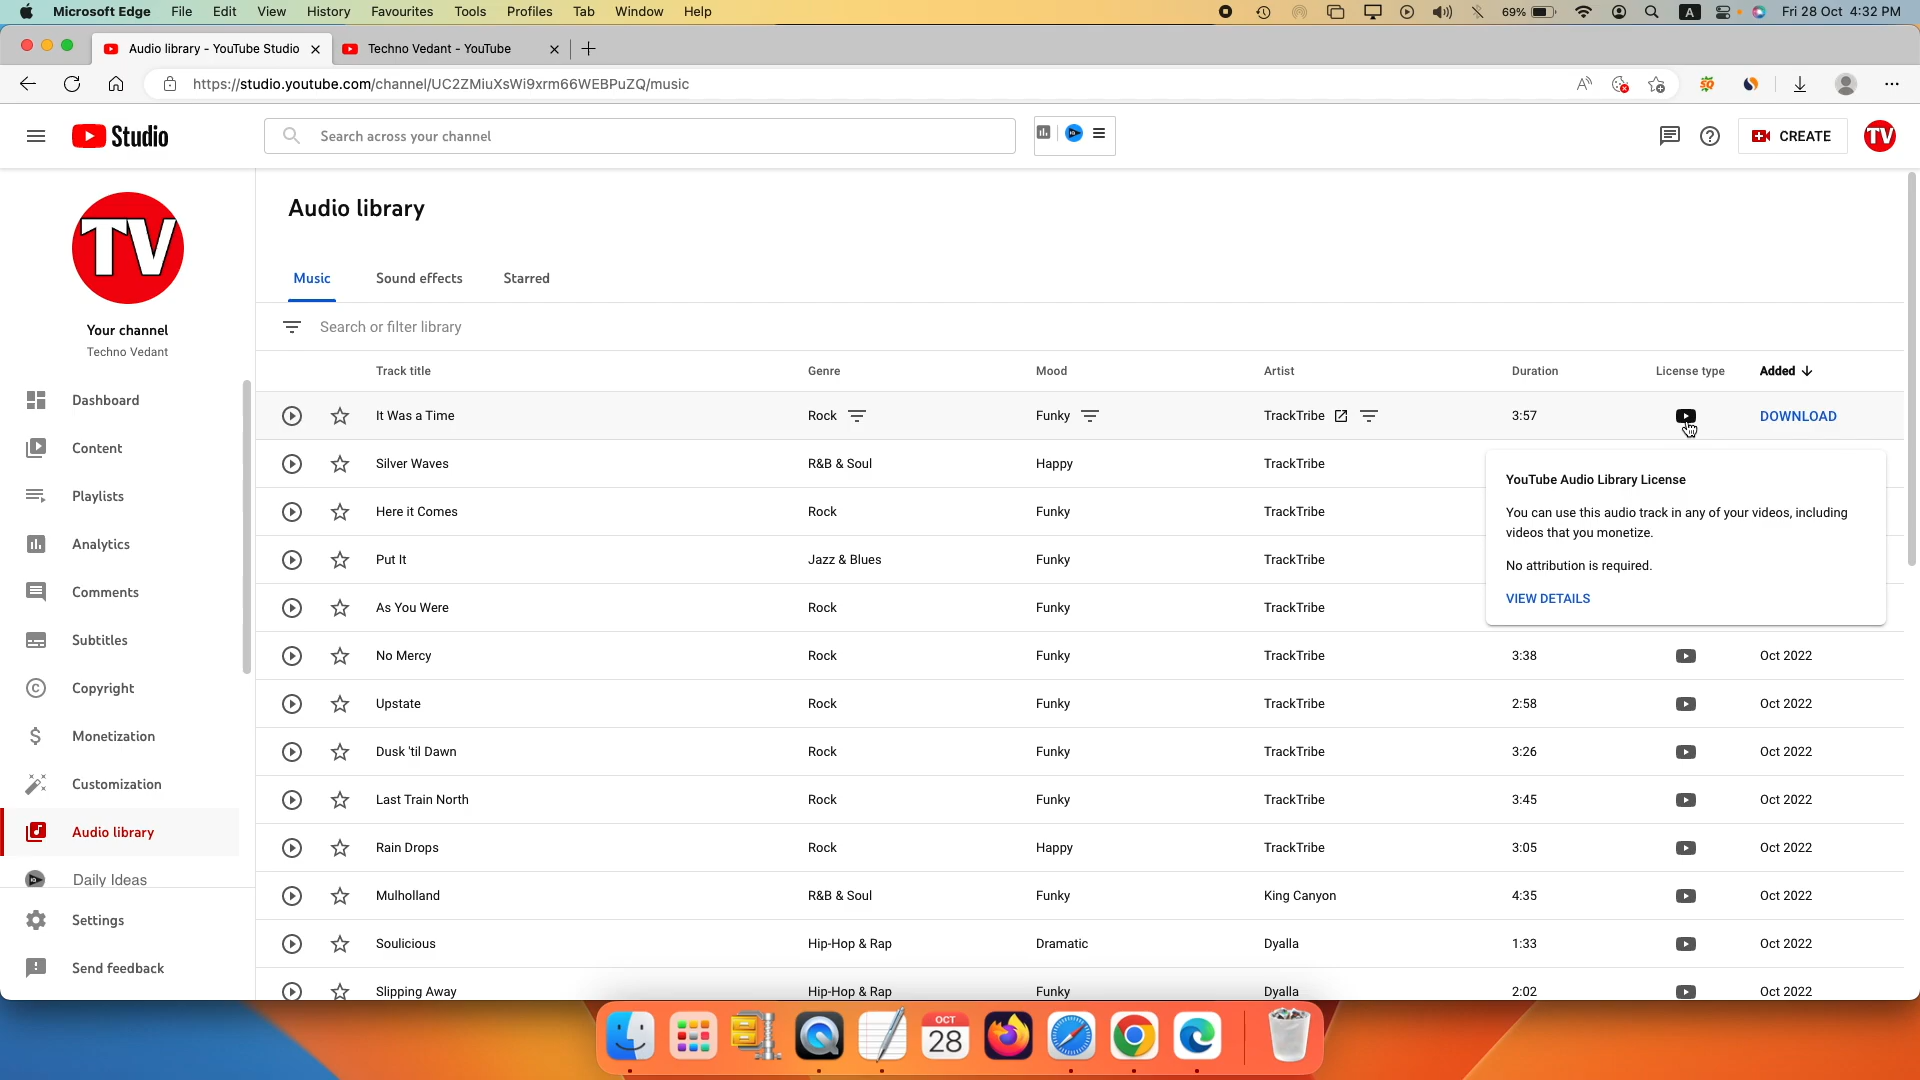 Microsoft Edge File Edit View History Favourites Tools Profiles Tab Window Help 69% A Fri 28 Oct 4:32 PM
Audio library - YouTube Studio Techno Vedant - YouTube
https://studio.youtube.com/channel/UC2ZMiuXsWi9xrm66WEBPuZQ/music
Studio Search across your channel CREATE TV
TV
Your channel
Techno Vedant
Dashboard
Content
Playlists
Analytics
Comments
Subtitles
Copyright
Monetization
Customization
Audio library
Daily Ideas
Settings
Send feedback
Audio library
Music Sound effects Starred
Search or filter library
Track title Genre Mood Artist Duration License type Added
It Was a Time Rock Funky TrackTribe 3:57 DOWNLOAD
Silver Waves R&B & Soul Happy TrackTribe
Here it Comes Rock Funky TrackTribe
Put It Jazz & Blues Funky TrackTribe
As You Were Rock Funky TrackTribe
YouTube Audio Library License
You can use this audio track in any of your videos, including
videos that you monetize.
No attribution is required.
VIEW DETAILS
No Mercy Rock Funky TrackTribe 3:38 Oct 2022
Upstate Rock Funky TrackTribe 2:58 Oct 2022
Dusk 'til Dawn Rock Funky TrackTribe 3:26 Oct 2022
Last Train North Rock Funky TrackTribe 3:45 Oct 2022
Rain Drops Rock Happy TrackTribe 3:05 Oct 2022
Mulholland R&B & Soul Funky King Canyon 4:35 Oct 2022
Soulicious Hip-Hop & Rap Dramatic Dyalla 1:33 Oct 2022
Slipping Away Hip-Hop & Rap Funky Dyalla 2:02 Oct 2022
OCT
28